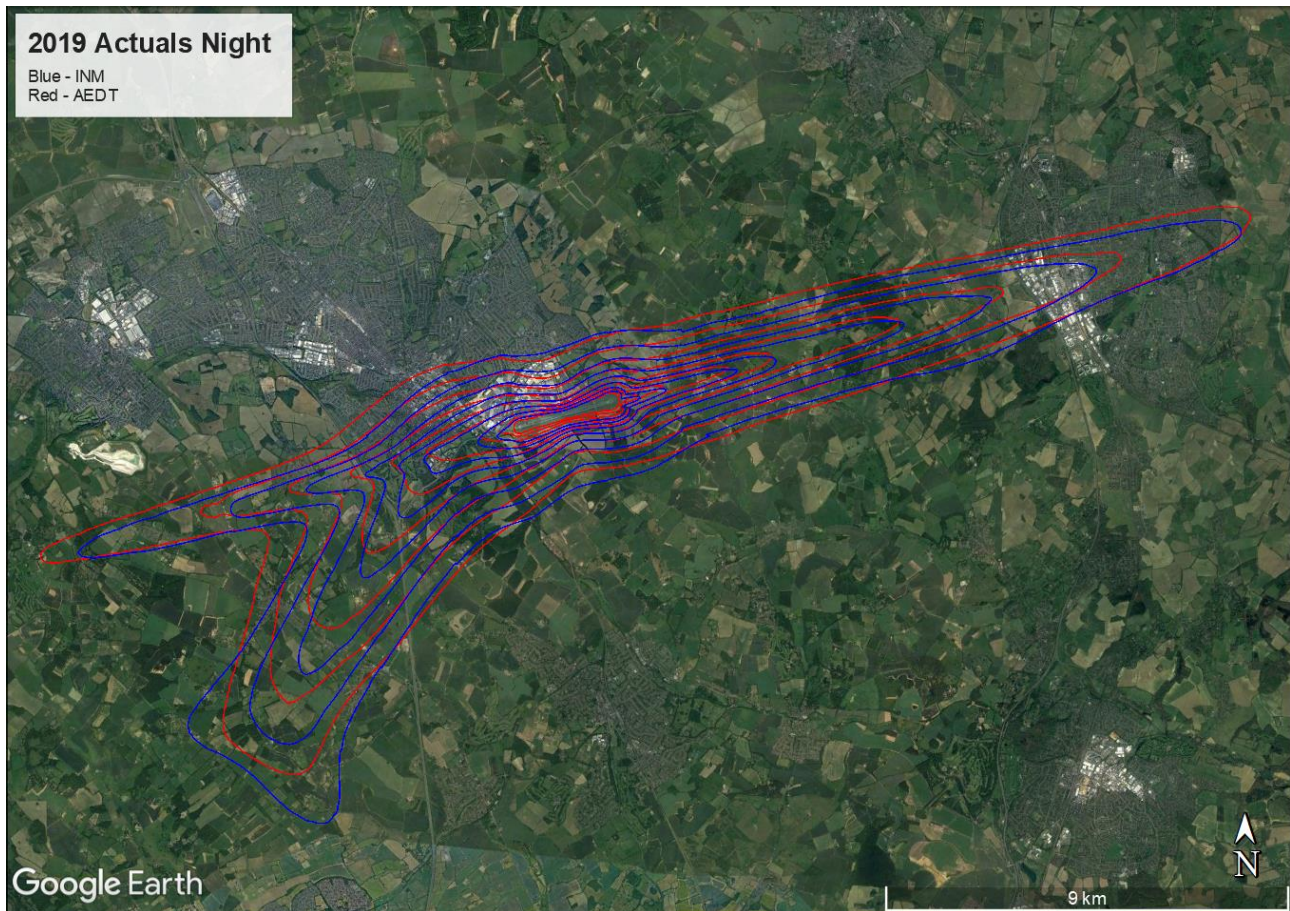 2019 Actuals Night
Blue - INM
Red - AEDT
Google Earth
N
9 km